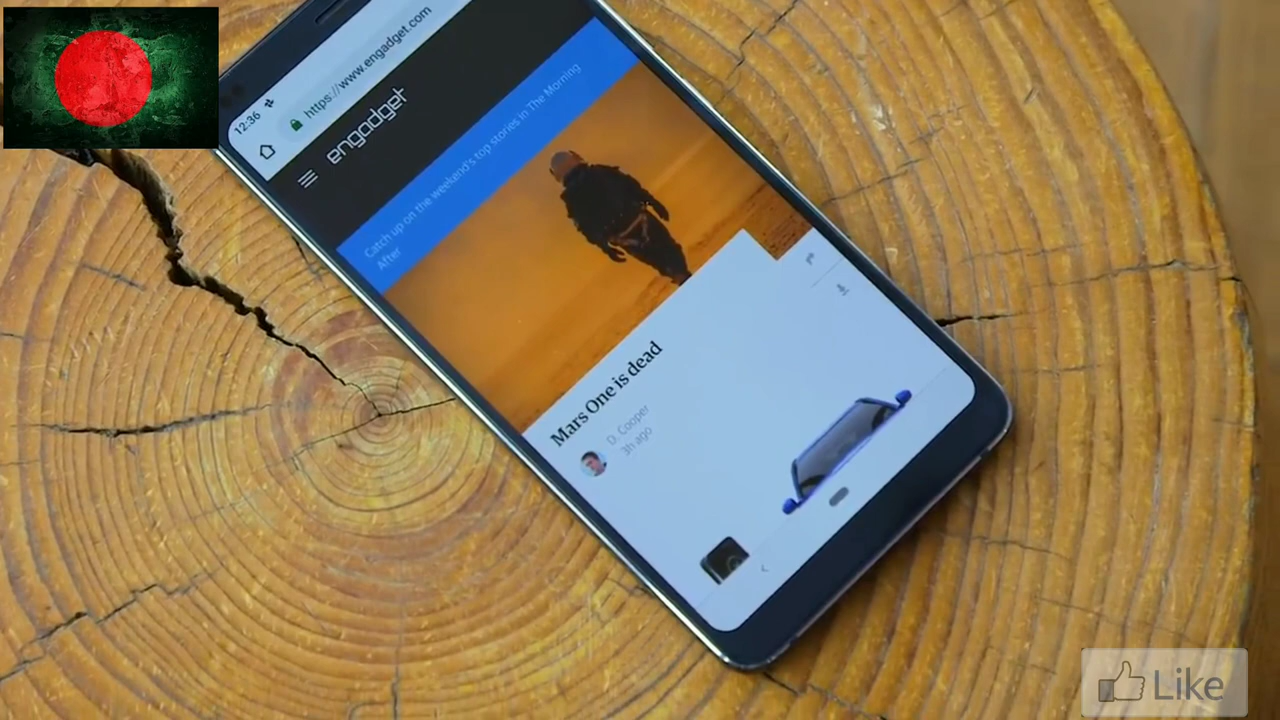 12:36
https://www.engadget.com
engadget
Catch up on the weekend's top stories in The Morning
After
Mars One is dead
D. Cooper
3h ago
Like